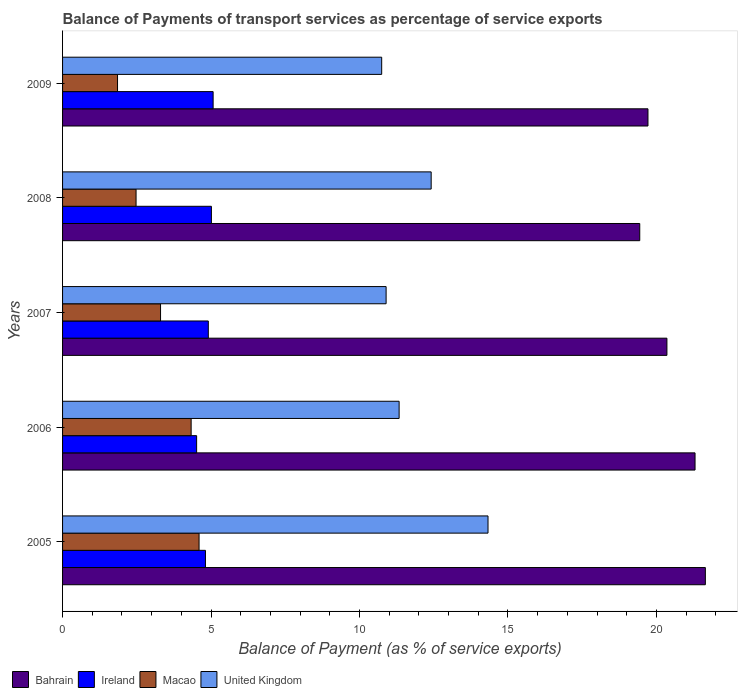 Balance of Payments of transport services as percentage of service exports
2009
2008
2007
2006
2005
Years
0
5
10
15
20
Balance of Payment (as % of service exports)
Bahrain
Ireland
Macao
United Kingdom